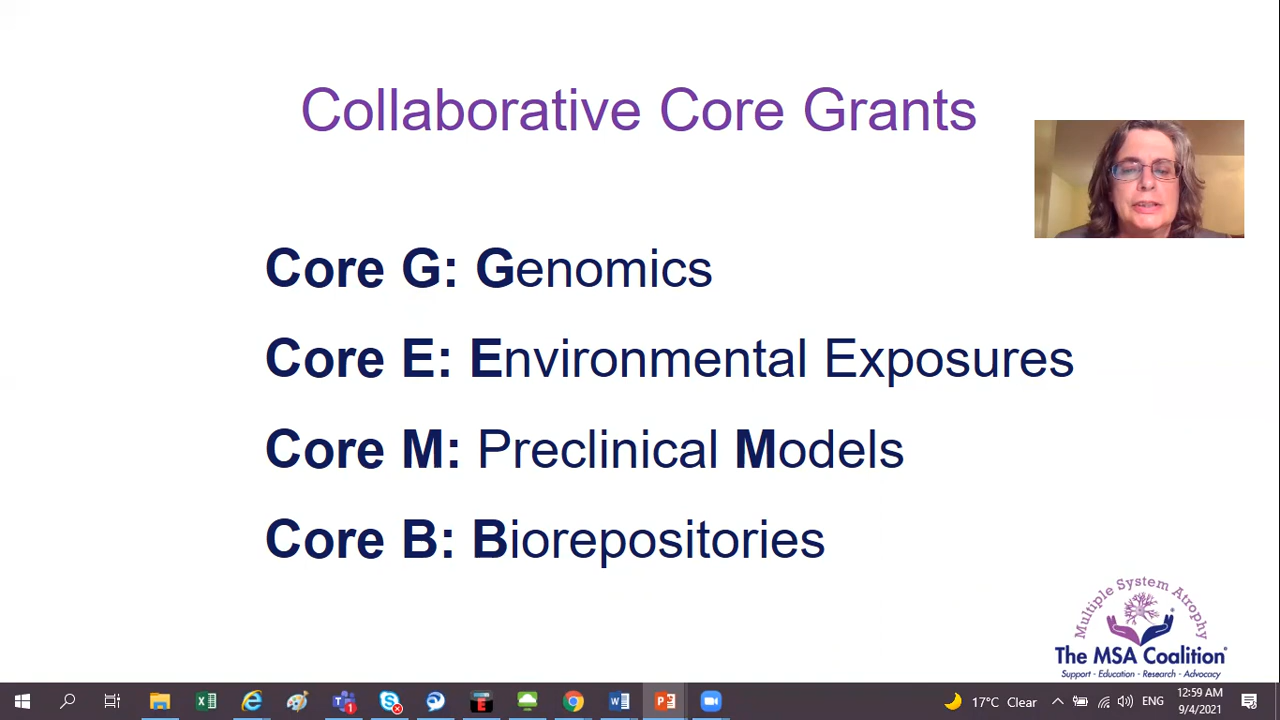 Collaborative Core Grants
Core G: Genomics
Core E: Environmental Exposures
Core M: Preclinical Models
Core B: Biorepositories
Multiple System Atrophy
The MSA Coalition®
Support - Education - Research - Advocacy
17°C Clear
ENG
12:59 AM
9/4/2021